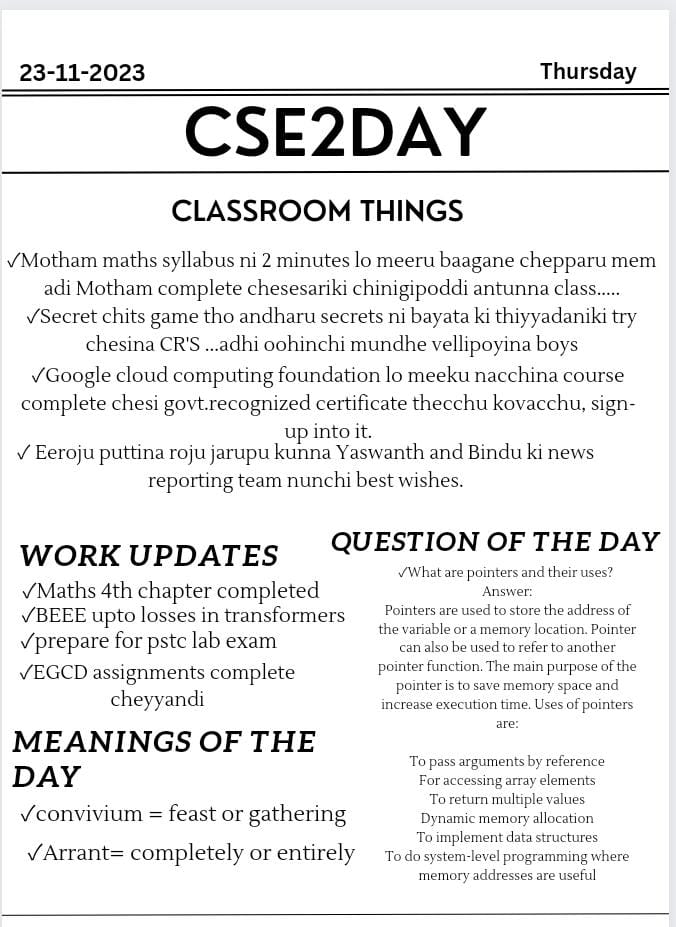 23-11-2023
Thursday
CSE2DAY
CLASSROOM THINGS
✓Motham maths syllabus ni 2 minutes lo meeru baagane chepparu mem
adi Motham complete chesesariki chinigipoddi antunna class.....
✓Secret chits game tho andharu secrets ni bayata ki thiyyadaniki try
chesina CR'S ...adhi oohinchi mundhe vellipoyina boys
✓Google cloud computing foundation lo meeku nacchina course
complete chesi govt.recognized certificate thecchu kovacchu, sign-
up into it.
✓ Eeroju puttina roju jarupu kunna Yaswanth and Bindu ki news
reporting team nunchi best wishes.
WORK UPDATES
✓Maths 4th chapter completed
✓BEEE upto losses in transformers
✓prepare for pstc lab exam
✓EGCD assignments complete
cheyyandi
MEANINGS OF THE
DAY
✓convivium = feast or gathering
✓Arrant= completely or entirely
QUESTION OF THE DAY
✓What are pointers and their uses?
Answer:
Pointers are used to store the address of
the variable or a memory location. Pointer
can also be used to refer to another
pointer function. The main purpose of the
pointer is to save memory space and
increase execution time. Uses of pointers
are:
To pass arguments by reference
For accessing array elements
To return multiple values
Dynamic memory allocation
To implement data structures
To do system-level programming where
memory addresses are useful